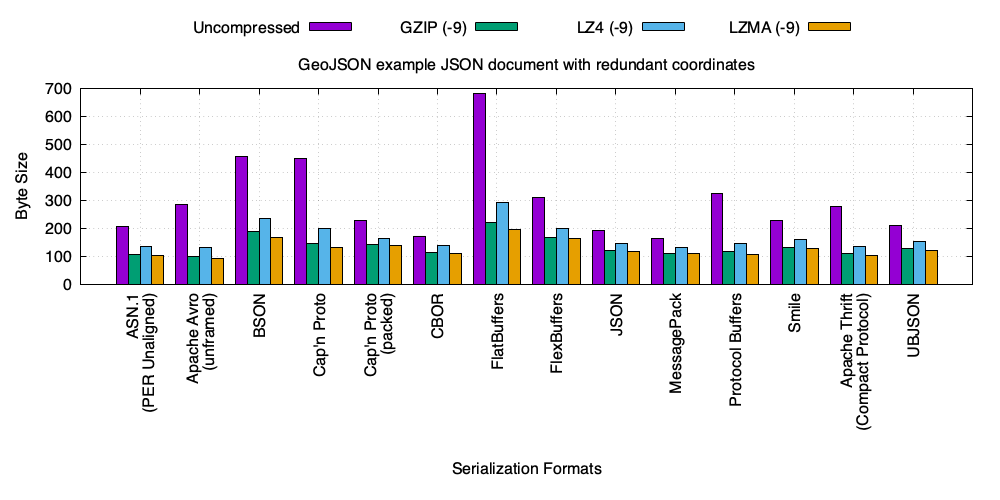 Uncompressed GZIP (-9) LZ4 (-9) LZMA (-9)
GeoJSON example JSON document with redundant coordinates
700
600
500
400
300
200
100
0
Byte Size
ASN.1
(PER Unaligned)
Apache Avro
(unframed)
BSON
Cap'n Proto
Cap'n Proto
(packed)
CBOR
FlatBuffers
FlexBuffers
JSON
MessagePack
Protocol Buffers
Smile
Apache Thrift
(Compact Protocol)
UBJSON
Serialization Formats